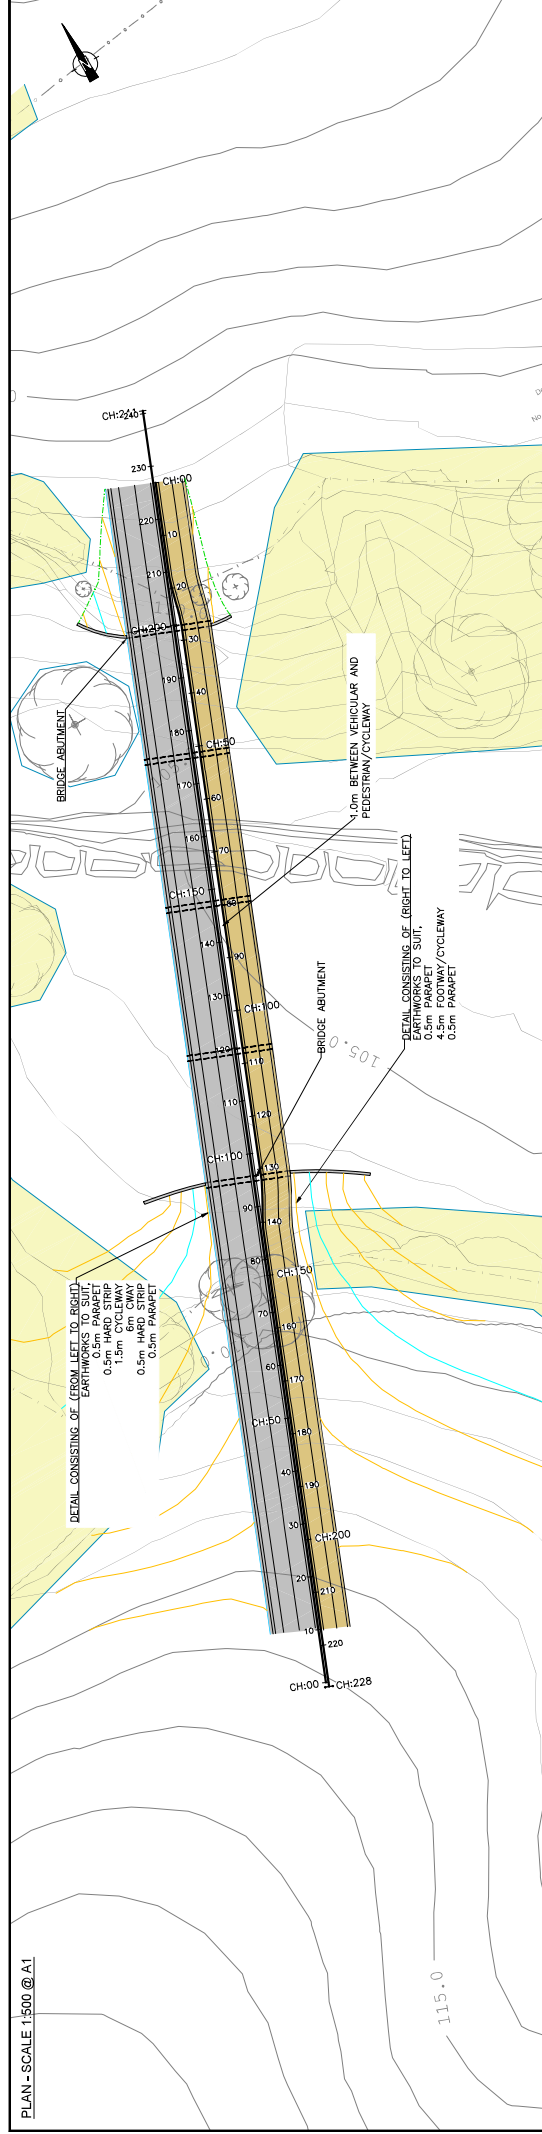 PLAN - SCALE 1:500 @ A1
DETAIL CONSISTING OF (FROM LEFT TO RIGHT)
EARTHWORKS TO SUIT,
0.5m PARAPET
0.5m HARD STRIP
1.5m CYCLEWAY
6m CWAY
0.5m HARD STRIP
0.5m PARAPET
BRIDGE ABUTMENT
BRIDGE ABUTMENT
1.0m BETWEEN VEHICULAR AND
PEDESTRIAN/CYCLEWAY
DETAIL CONSISTING OF (RIGHT TO LEFT)
EARTHWORKS TO SUIT,
0.5m PARAPET
4.5m FOOTWAY/CYCLEWAY
0.5m PARAPET
CH:00
10
20
30
40
CH:50
60
70
80
90
CH:100
110
120
130
140
CH:150
160
170
180
190
CH:200
210
220
230
240
CH:241
CH:00
10
20
30
40
CH:50
60
70
80
90
CH:100
110
120
130
140
CH:150
160
170
180
190
CH:200
210
220
CH:228
105.0
115.0